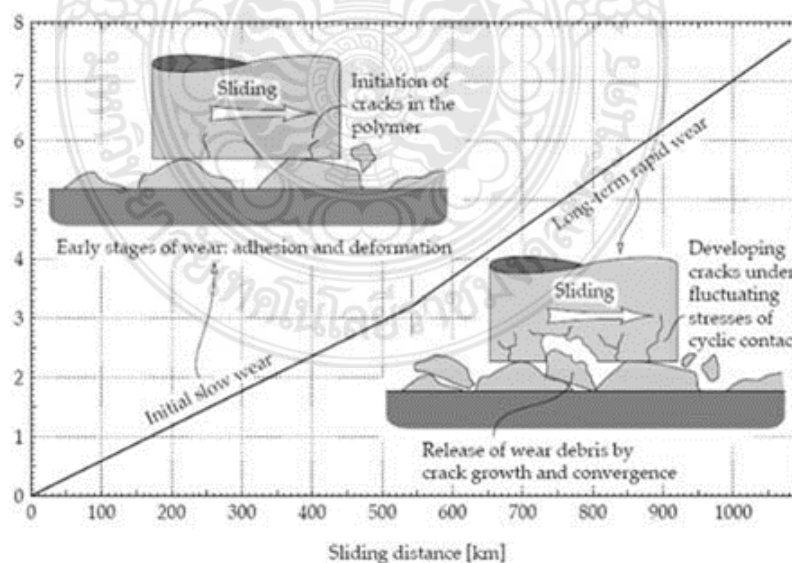 8
7
6
5
4
3
2
1
0
Sliding
Initiation of
cracks in the
polymer
Early stages of wear: adhesion and deformation
Initial slow wear
Long-term rapid wear
Sliding
Developing
cracks under
fluctuating
stresses of
cyclic contac
Release of wear debris by
crack growth and convergence
0 100 200 300 400 500 600 700 800 900 1000
Sliding distance [km]